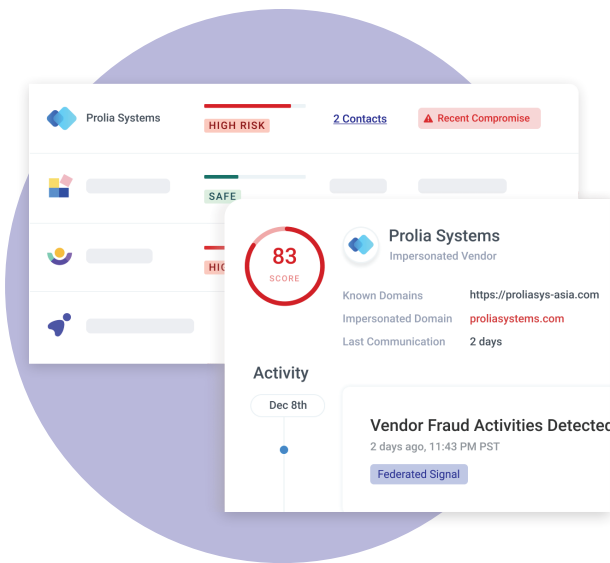 Prolia Systems
HIGH RISK
2 Contacts
Recent Compromise
SAFE
83
SCORE
Prolia Systems
Impersonated Vendor
Known Domains https://proliasys-asia.com
Impersonated Domain proliasystems.com
Last Communication 2 days
Activity
Dec 8th
Vendor Fraud Activities
2 days ago, 11:43 PM PST
Federated Signal